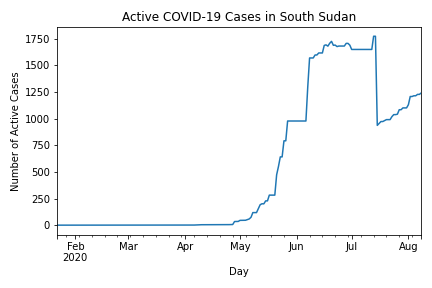 Active COVID-19 Cases in South Sudan
Number of Active Cases
1750
1500
1250
1000
750
500
250
0
Feb Mar Apr May Jun Jul Aug
2020
Day